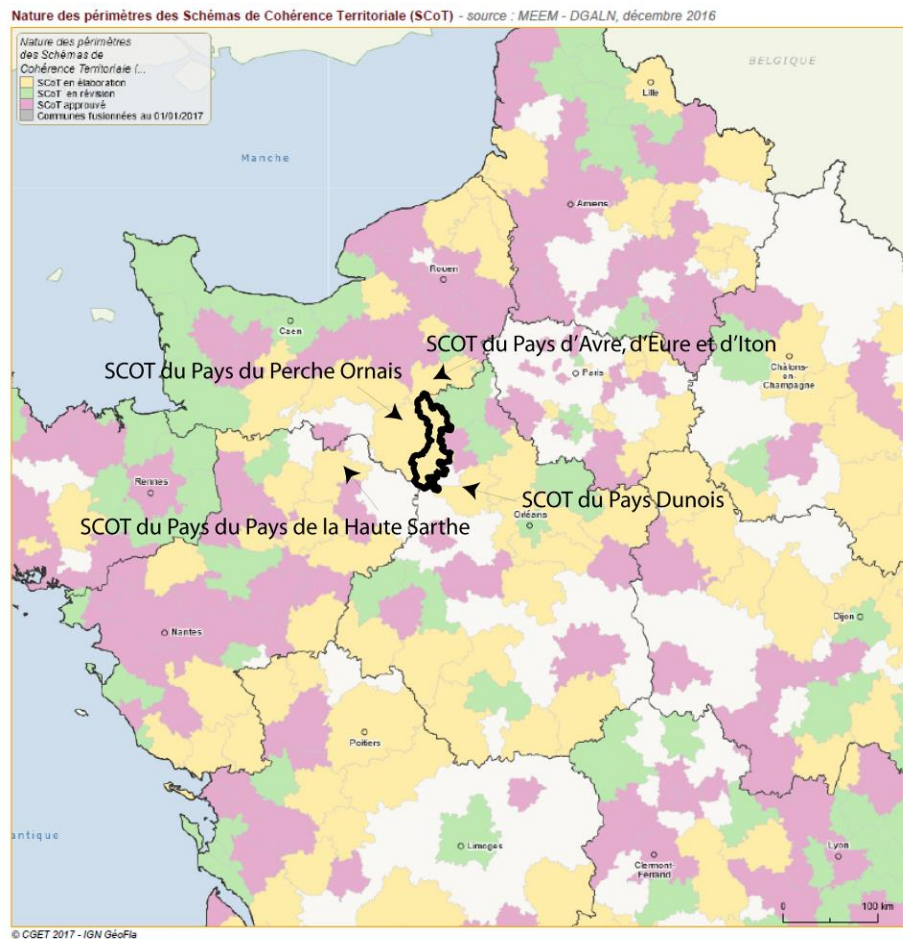 Nature des périmètres des Schémas de Cohérence Territoriale (SCoT) - source : MEEM - DGALN, décembre 2016
Nature des périmètres
des Schémas de
Cohérence Territoriale (...
SCoT en élaboration
SCoT en révision
SCoT approuvé
Communes fusionnées au 01/01/2017
BELGIQUE
Lille
Manche
Amiens
Rouen
Caen
SCOT du Pays d'Avre, d'Eure et d'Iton
SCOT du Pays du Perche Ornais
Paris
Châlons-
en-
Champagne
Rennes
SCOT du Pays Dunois
Orléans
SCOT du Pays du Pays de la Haute Sarthe
Nantes
Dijon
Poitiers
antique
Limoges
Clermont-
Ferrand
Lyon
0 100 km
© CGET 2017 - IGN GéoFla